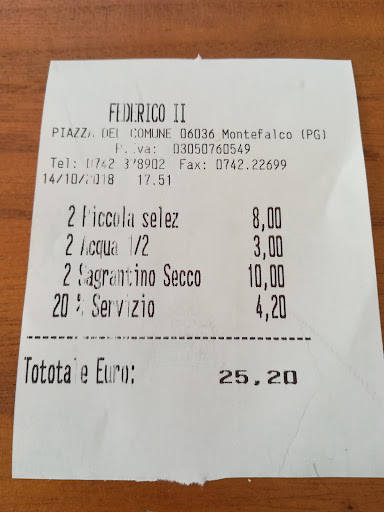 FEDERICO II
PIAZZA DEL COMUNE 06036 Montefalco (PG)
P.iva: 03050760549
Tel: 0742 378902 Fax: 0742.22699
14/10/2018 17.51
2 Piccola selez 8,00
2 Acqua 1/2 3,00
2 Sagrantino Secco 10,00
20 % Servizio 4,20
Tototale Euro: 25,20